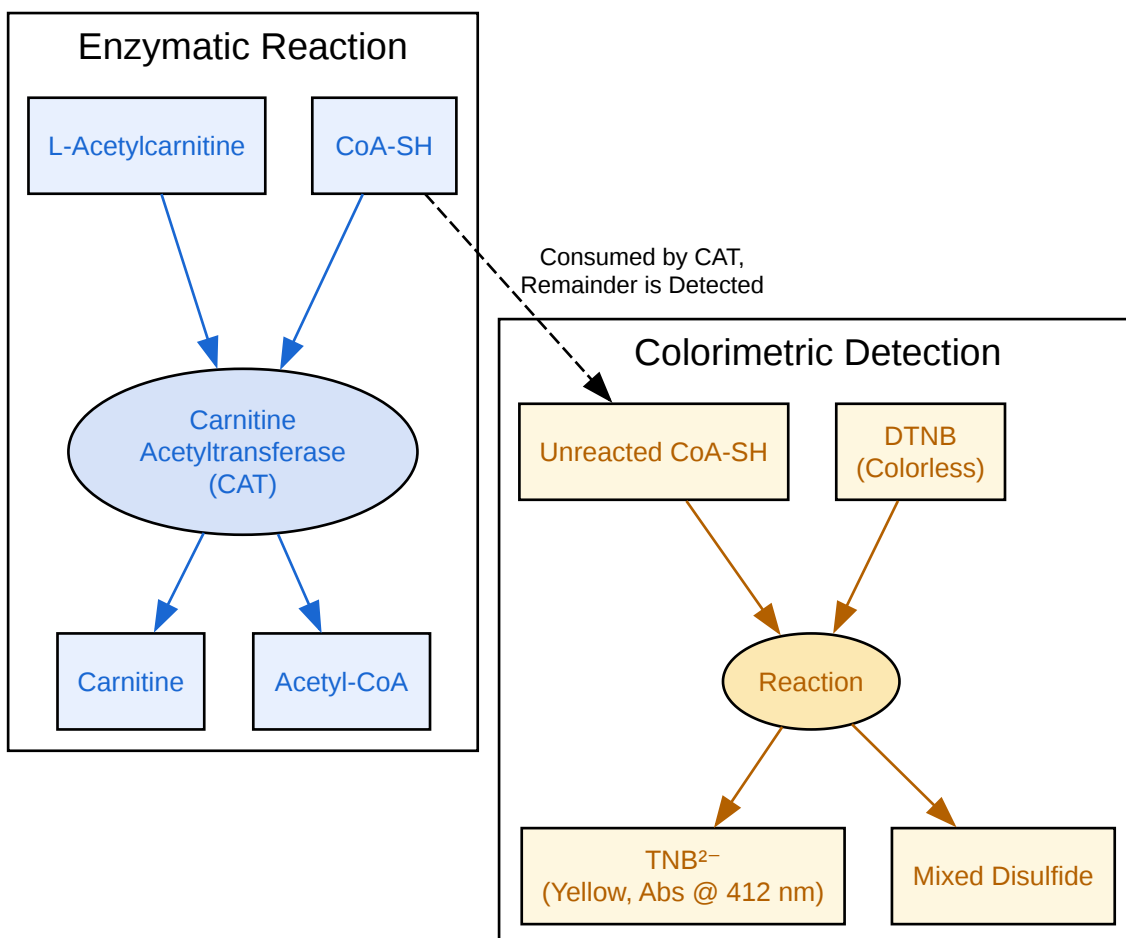 Enzymatic Reaction
L-Acetylcarnitine
CoA-SH
Carnitine
Acetyltransferase
(CAT)
Carnitine
Acetyl-CoA
Consumed by CAT,
Remainder is Detected
Colorimetric Detection
Unreacted CoA-SH
DTNB
(Colorless)
Reaction
TNB²⁻
(Yellow, Abs @ 412 nm)
Mixed Disulfide